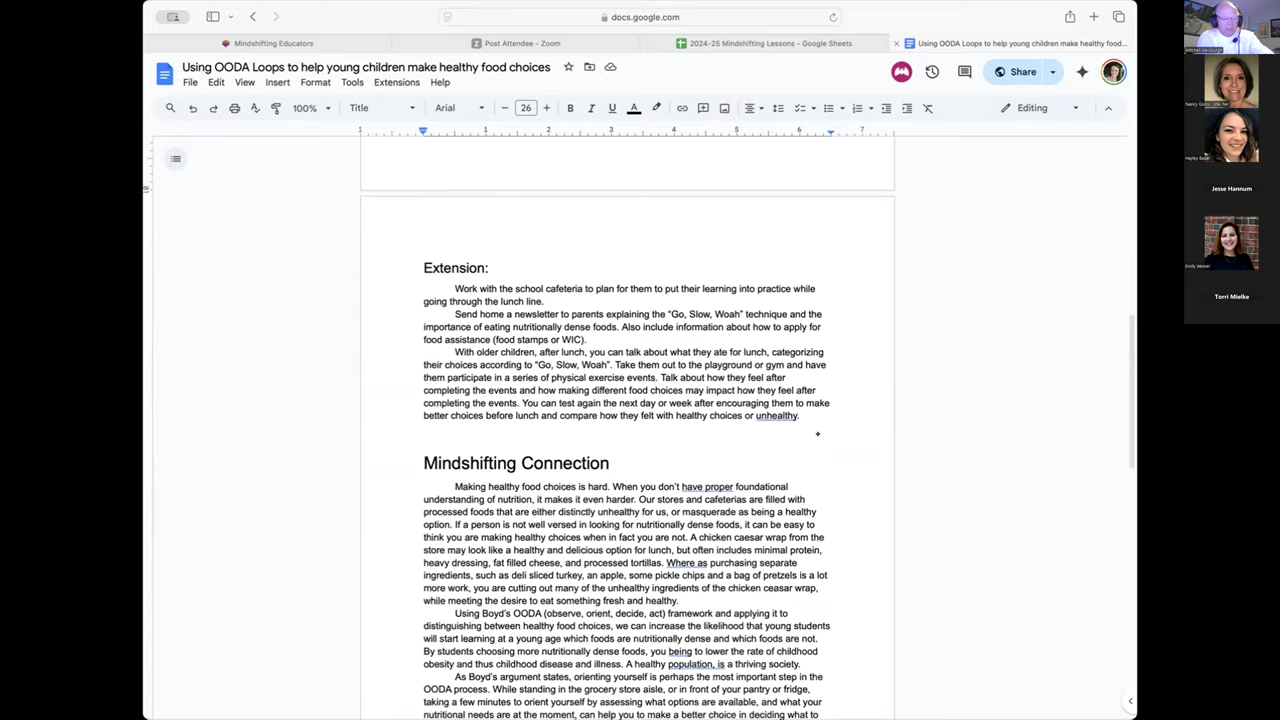 docs.google.com
Mindshifting Educators
Post Attendee - Zoom
2024-25 Mindshifting Lessons - Google Sheets
Using OODA Loops to help young children make healthy food...
Using OODA Loops to help young children make healthy food choices
File Edit View Insert Format Tools Extensions Help
Share
100% Title Arial 26 B I U A Editing
1 1 2 3 4 5 6 7
Extension:
Work with the school cafeteria to plan for them to put their learning into practice while
going through the lunch line.
Send home a newsletter to parents explaining the “Go, Slow, Woah” technique and the
importance of eating nutritionally dense foods. Also include information about how to apply for
food assistance (food stamps or WIC).
With older children, after lunch, you can talk about what they ate for lunch, categorizing
their choices according to “Go, Slow, Woah”. Take them out to the playground or gym and have
them participate in a series of physical exercise events. Talk about how they feel after
completing the events and how making different food choices may impact how they feel after
completing the events. You can test again the next day or week after encouraging them to make
better choices before lunch and compare how they felt with healthy choices or unhealthy.
Mindshifting Connection
Making healthy food choices is hard. When you don’t have proper foundational
understanding of nutrition, it makes it even harder. Our stores and cafeterias are filled with
processed foods that are either distinctly unhealthy for us, or masquerade as being a healthy
option. If a person is not well versed in looking for nutritionally dense foods, it can be easy to
think you are making healthy choices when in fact you are not. A chicken caesar wrap from the
store may look like a healthy and delicious option for lunch, but often includes minimal protein,
heavy dressing, fat filled cheese, and processed tortillas. Where as purchasing separate
ingredients, such as deli sliced turkey, an apple, some pickle chips and a bag of pretzels is a lot
more work, you are cutting out many of the unhealthy ingredients of the chicken ceasar wrap,
while meeting the desire to eat something fresh and healthy.
Using Boyd’s OODA (observe, orient, decide, act) framework and applying it to
distinguishing between healthy food choices, we can increase the likelihood that young students
will start learning at a young age which foods are nutritionally dense and which foods are not.
By students choosing more nutritionally dense foods, you being to lower the rate of childhood
obesity and thus childhood disease and illness. A healthy population, is a thriving society.
As Boyd’s argument states, orienting yourself is perhaps the most important step in the
OODA process. While standing in the grocery store aisle, or in front of your pantry or fridge,
taking a few minutes to orient yourself by assessing what options are available, and what your
nutritional needs are at the moment, can help you to make a better choice in deciding what to
Hayley Bauer
Jesse Hannum
Emily Weiner
Torri Mielke